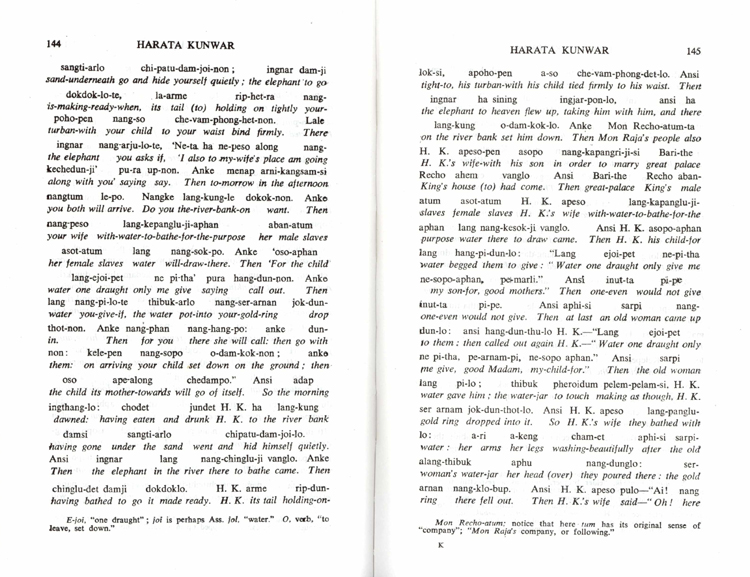 144 HARATA KUNWAR
sangti-arlo chi-patu-dam-joi-non; ingnar dam-ji
sand-underneath go and hide yourself quietly; the elephant to go
dokdok-lo-te, la-arme rip-het-ra nang-
is-making-ready-when, its tail (to) holding on tightly your-
poho-pen nang-so che-vam-phong-het-non. Lale
turban-with your child to your waist bind firmly. There
ingnar nang-arju-lo-te, 'Ne-ta ha ne-peso along nang-
the elephant you asks if, 'I also to my-wife's place am going
kechedun-ji' pu-ra up-non. Anke menap arni-kangsam-si
along with you' saying say. Then to-morrow in the afternoon
nangtum le-po. Nangke lang-kung-le dokok-non. Anke
you both will arrive. Do you the-river-bank-on want. Then
nang-peso lang-kepanglu-ji-aphan aban-atum
your wife with-water-to-bathe-for-the-purpose her male slaves
asot-atum lang nang-sok-po. Anke 'oso-aphan
her female slaves water will-draw-there. Then 'For the child
lang-ejoi-pet ne pi-tha' pura hang-dun-non. Anke
water one draught only me give saying call out. Then
lang nang-pi-lo-te thibuk-arlo nang-ser-arnan jok-dun-
water you-give-if, the water pot-into your-gold-ring drop
thot-non. Anke nang-phan nang-hang-po: anke dun-
in. Then for you there she will call: then go with
non: kele-pen nang-sopo o-dam-kok-non; anke
them: on arriving your child set down on the ground; then
oso ape-along chedampo." Ansi adap
the child its mother-towards will go of itself. So the morning
ingthang-lo: chodet jundet H. K. ha lang-kung
dawned: having eaten and drunk H. K. to the river bank
damsi sangti-arlo chipatu-dam-joi-lo.
having gone under the sand went and hid himself quietly.
Ansi ingnar lang nang-chinglu-ji vanglo. Anke
Then the elephant in the river there to bathe came. Then
chinglu-det damji dokdoklo. H. K. arme rip-dun-
having bathed to go it made ready. H. K. its tail holding-on-
E-joi, "one draught"; joi is perhaps Ass. jol, "water." O, verb, "to
leave, set down."
HARATA KUNWAR 145
lok-si, apoho-pen a-so che-vam-phong-det-lo. Ansi
tight-to, his turban-with his child tied firmly to his waist. Then
ingnar ha sining ingjar-pon-lo, ansi ha
the elephant to heaven flew up, taking him with him, and there
lang-kung o-dam-kok-lo. Anke Mon Recho-atum-ta
on the river bank set him down. Then Mon Raja's people also
H. K. apeso-pen asopo nang-kapangri-ji-si Bari-the
H. K.'s wife-with his son in order to marry great palace
Recho ahem vanglo Ansi Bari-the Recho aban-
King's house (to) had come. Then great-palace King's male
atum asot-atum H. K. apeso lang-kapanglu-ji-
slaves female slaves H. K.'s wife with-water-to-bathe-for-the
aphan lang nang-kesok-ji vanglo. Ansi H. K. asopo-aphan
purpose water there to draw came. Then H. K. his child-for
lang hang-pi-dun-lo: "Lang ejoi-pet ne-pi-tha
water begged them to give: "Water one draught only give me
ne-sopo-aphan, pe-marli." Ansi inut-ta pi-pe
my son-for, good mothers." Then one-even would not give
inut-ta pi-pe. Ansi aphi-si sarpi nang-
one-even would not give. Then at last an old woman came up
dun-lo: ansi hang-dun-thu-lo H. K.—"Lang ejoi-pet
to them; then called out again H. K.—"Water one draught only
ne pi-tha, pe-arnam-pi, ne-sopo aphan." Ansi sarpi
me give, good Madam, my-child-for." Then the old woman
lang pi-lo; thibuk pheroidum pelem-pelam-si, H. K.
water gave him; the water-jar to touch making as though, H. K.
ser arnam jok-dun-thot-lo. Ansi H. K. apeso lang-panglu-
gold ring dropped into it. So H. K.'s wife they bathed with
lo: a-ri a-keng cham-et aphi-si sarpi-
water: her arms her legs washing-beautifully after the old
alang-thibuk aphu nang-dunglo: ser-
woman's water-jar her head (over) they poured there: the gold
arnan nang-klo-bup. Ansi H. K. apeso pulo—"Ai! nang
ring there fell out. Then H. K.'s wife said—"Oh! here
Mon Recho-atum: notice that here tum has its original sense of
"company"; "Mon Raja's company, or following."
K